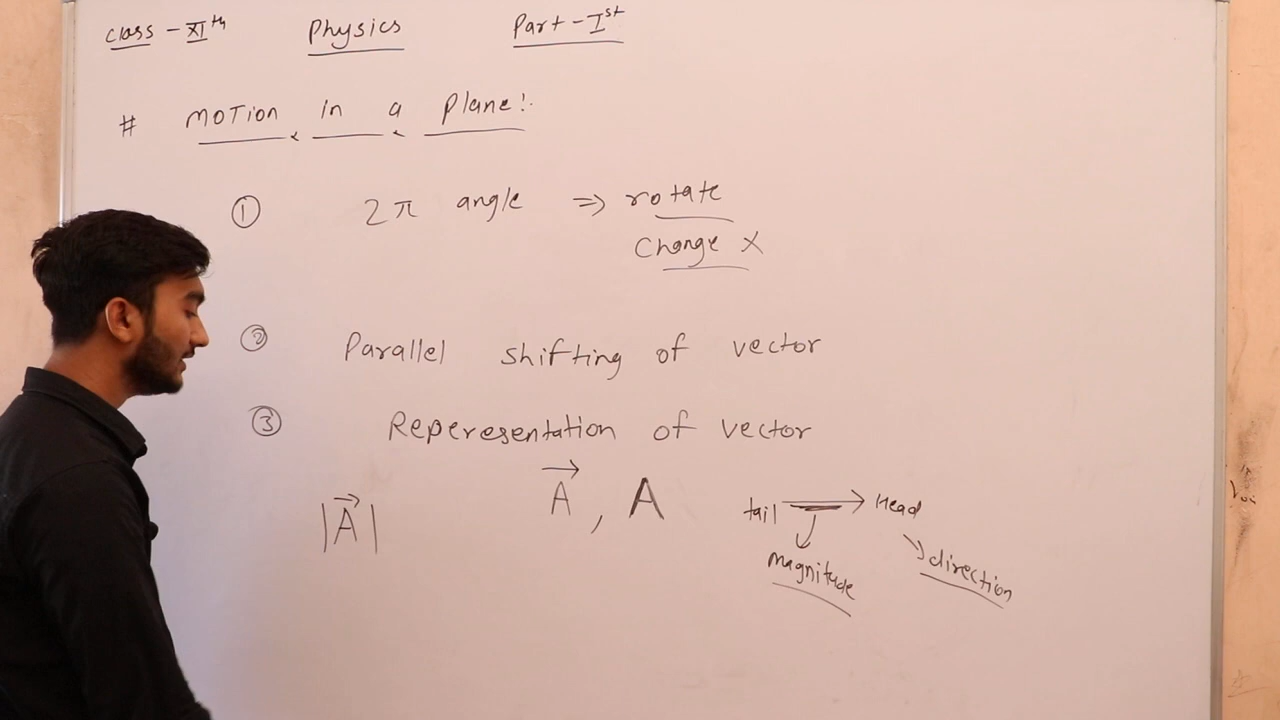 class - XIth Physics Part - Ist
# MOTion in a Plane:.
① 2π angle ⇒ rotate
Change X
② Parallel shifting of vector
③ Reperesentation of vector
|A⃗| A⃗ , A tail → Head
magnitude direction